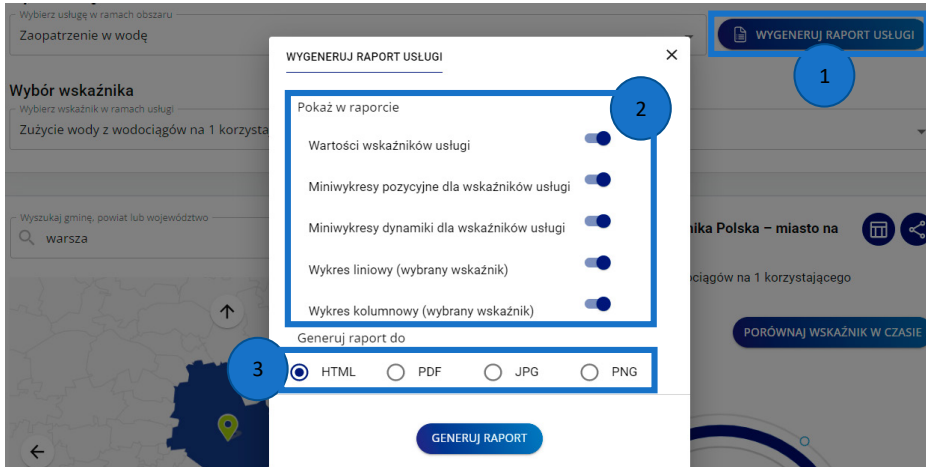 Wybierz usługę w ramach obszaru
Zaopatrzenie w wodę
WYGENERUJ RAPORT USŁUGI
1
Wybór wskaźnika
Wybierz wskaźnik w ramach usługi
Zużycie wody z wodociągów na 1 korzysta
Wyszukaj gminę, powiat lub województwo
warsza
WYGENERUJ RAPORT USŁUGI
Pokaż w raporcie
2
Wartości wskaźników usługi
Miniwykresy pozycyjne dla wskaźników usługi
Miniwykresy dynamiki dla wskaźników usługi
Wykres liniowy (wybrany wskaźnik)
Wykres kolumnowy (wybrany wskaźnik)
Generuj raport do
3
HTML PDF JPG PNG
GENERUJ RAPORT
ika Polska – miasto na
ociągów na 1 korzystającego
PORÓWNAJ WSKAŹNIK W CZASIE